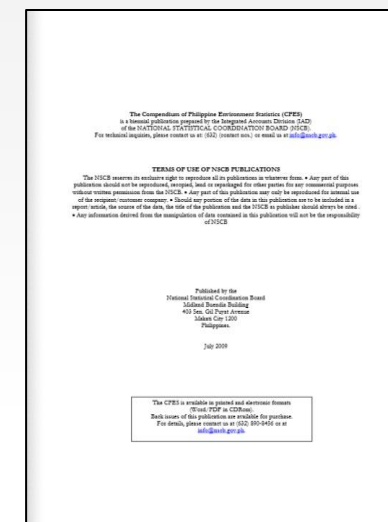 The Compendium of Philippine Environment Statistics (CPES)
is a biennial publication prepared by the Integrated Accounts Division (IAD)
of the NATIONAL STATISTICAL COORDINATION BOARD (NSCB).
For technical inquiries, please contact us at: (632) (contact nos.) or email us at info@nscb.gov.ph.
TERMS OF USE OF NSCB PUBLICATIONS
The NSCB reserves its exclusive right to reproduce all its publications in whatever form. • Any part of this
publication should not be reproduced, recopied, lend or repackaged for other parties for any commercial purposes
without written permission from the NSCB. • Any part of this publication may only be reproduced for internal use
of the recipient/customer company. • Should any portion of the data in this publication are to be included in a
report/article, the source of the data, the title of the publication and the NSCB as publisher should always be cited.
• Any information derived from the manipulation of data contained in this publication will not be the responsibility
of NSCB
Published by the
National Statistical Coordination Board
Midland Buendia Building
403 Sen. Gil Puyat Avenue
Makati City 1200
Philippines.
July 2009
The CPES is available in printed and electronic formats
(Word/PDF in CDRom).
Back issues of this publication are available for purchase.
For details, please contact us at (632) 890-9456 or at
info@nscb.gov.ph.